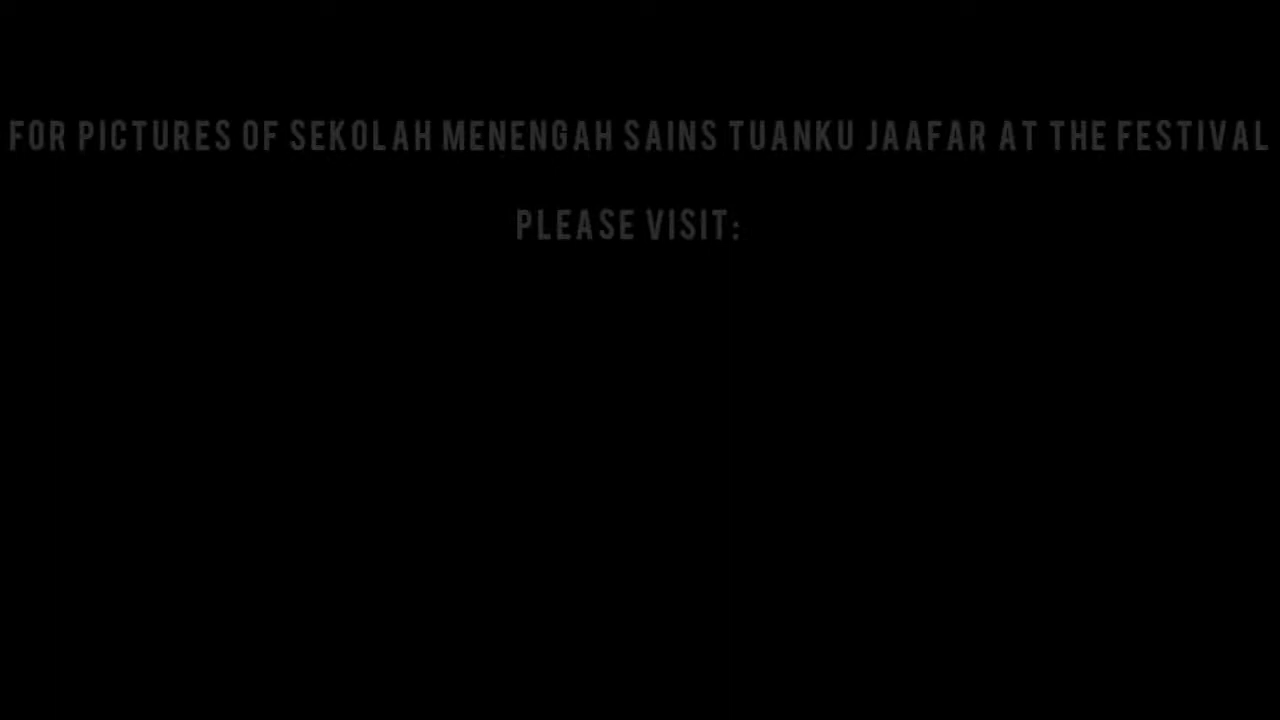 FOR PICTURES OF SEKOLAH MENENGAH SAINS TUANKU JAAFAR AT THE FESTIVAL
PLEASE VISIT: